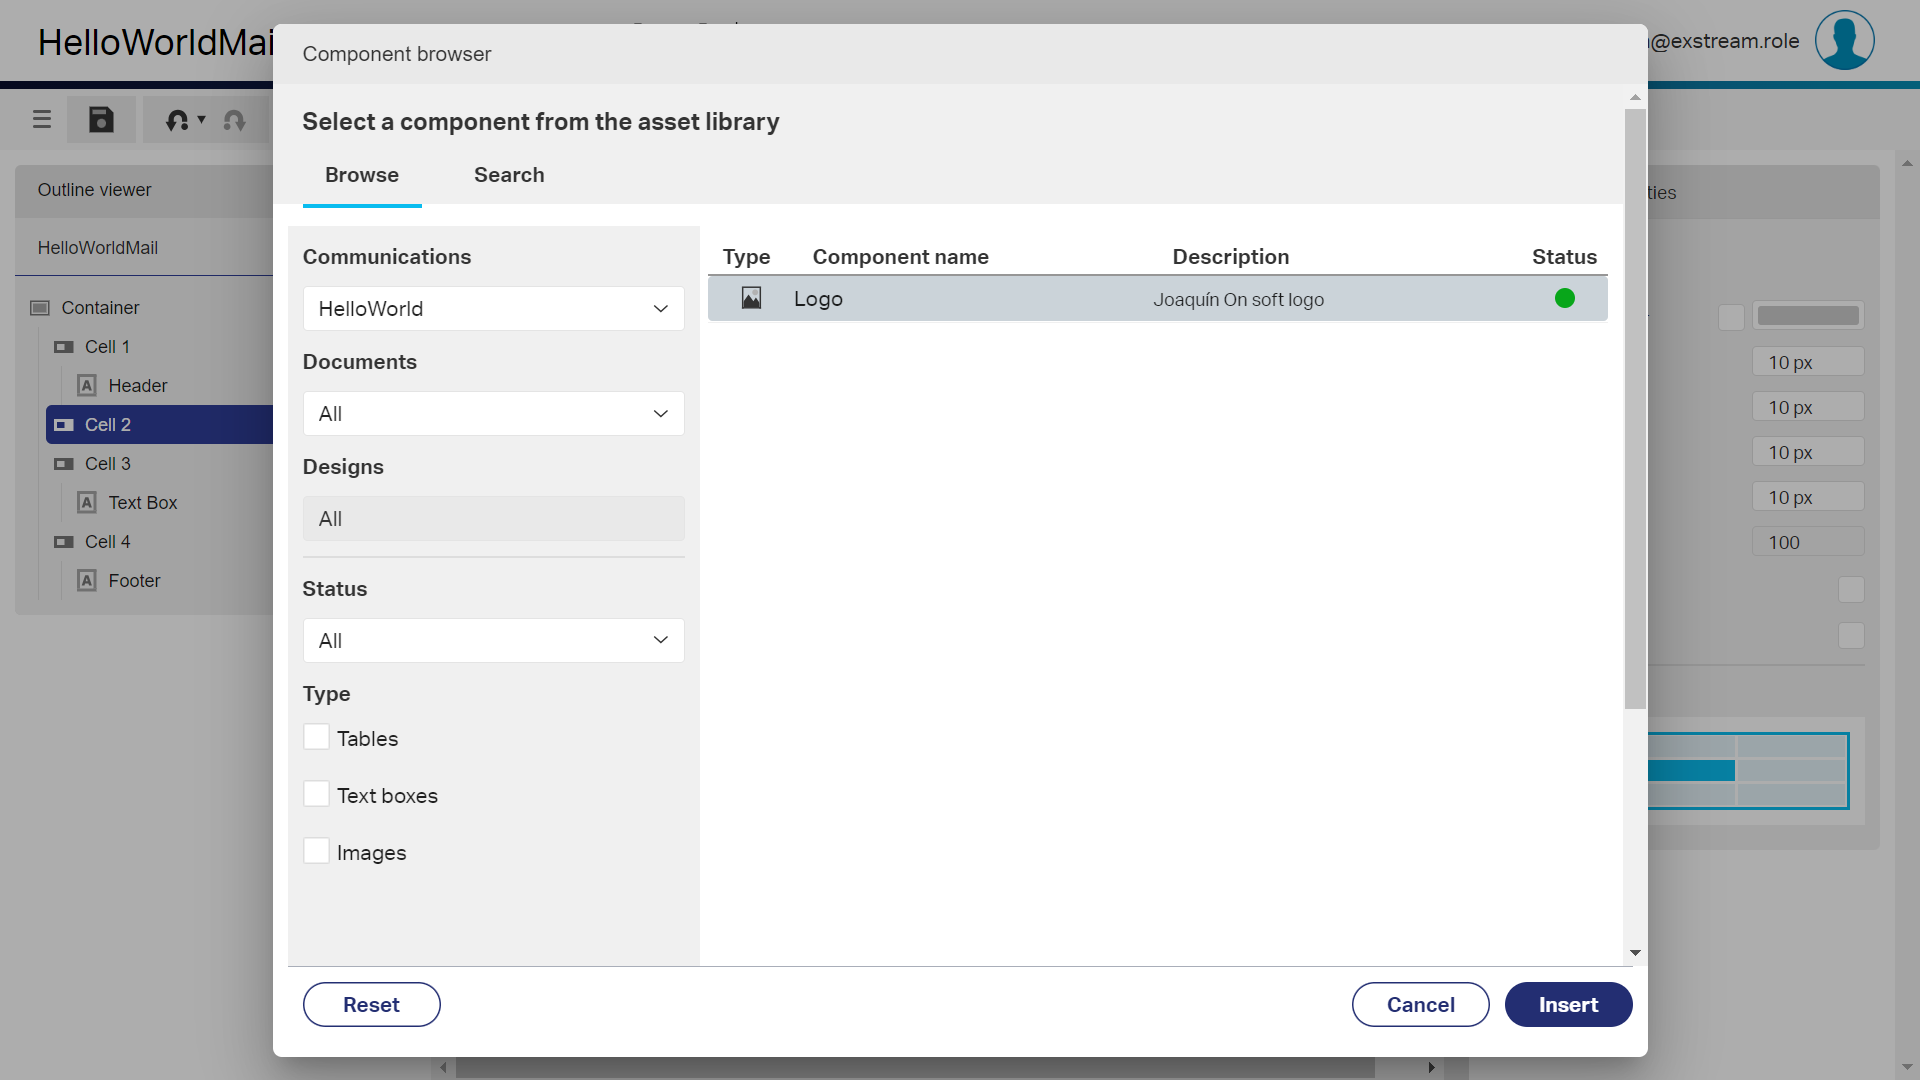 HelloWorldMai
@exstream.role
Component browser
Select a component from the asset library
Browse
Search
Outline viewer
HelloWorldMail
Container
Cell 1
Header
Cell 2
Cell 3
Text Box
Cell 4
Footer
Communications
HelloWorld
Documents
All
Designs
All
Status
All
Type
Tables
Text boxes
Images
Type Component name Description Status
Logo Joaquín On soft logo
ties
10 px
10 px
10 px
10 px
100
Reset
Cancel
Insert